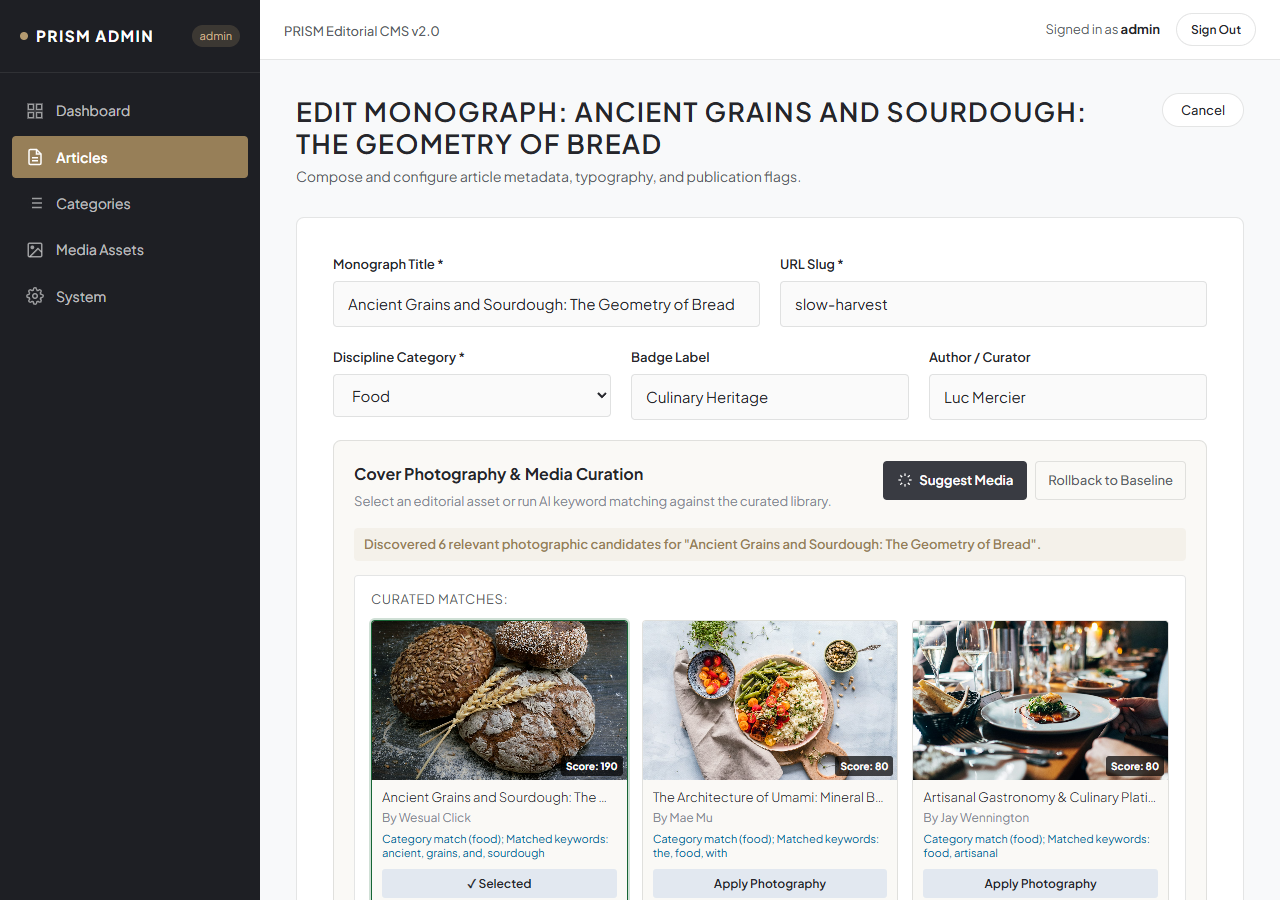 PRISM ADMIN
admin
PRISM Editorial CMS v2.0
Signed in as admin
Sign Out
Dashboard
Articles
Categories
Media Assets
System
EDIT MONOGRAPH: ANCIENT GRAINS AND SOURDOUGH:
THE GEOMETRY OF BREAD
Cancel
Compose and configure article metadata, typography, and publication flags.
Monograph Title *
URL Slug *
Ancient Grains and Sourdough: The Geometry of Bread
slow-harvest
Discipline Category *
Badge Label
Author / Curator
Food
Culinary Heritage
Luc Mercier
Cover Photography & Media Curation
Select an editorial asset or run AI keyword matching against the curated library.
Suggest Media
Rollback to Baseline
Discovered 6 relevant photographic candidates for "Ancient Grains and Sourdough: The Geometry of Bread".
CURATED MATCHES:
Score: 190
Score: 80
Score: 80
Ancient Grains and Sourdough: The ...
By Wesual Click
Category match (food); Matched keywords:
ancient, grains, and, sourdough
✓ Selected
The Architecture of Umami: Mineral B...
By Mae Mu
Category match (food); Matched keywords:
the, food, with
Apply Photography
Artisanal Gastronomy & Culinary Plati...
By Jay Wennington
Category match (food); Matched keywords:
food, artisanal
Apply Photography